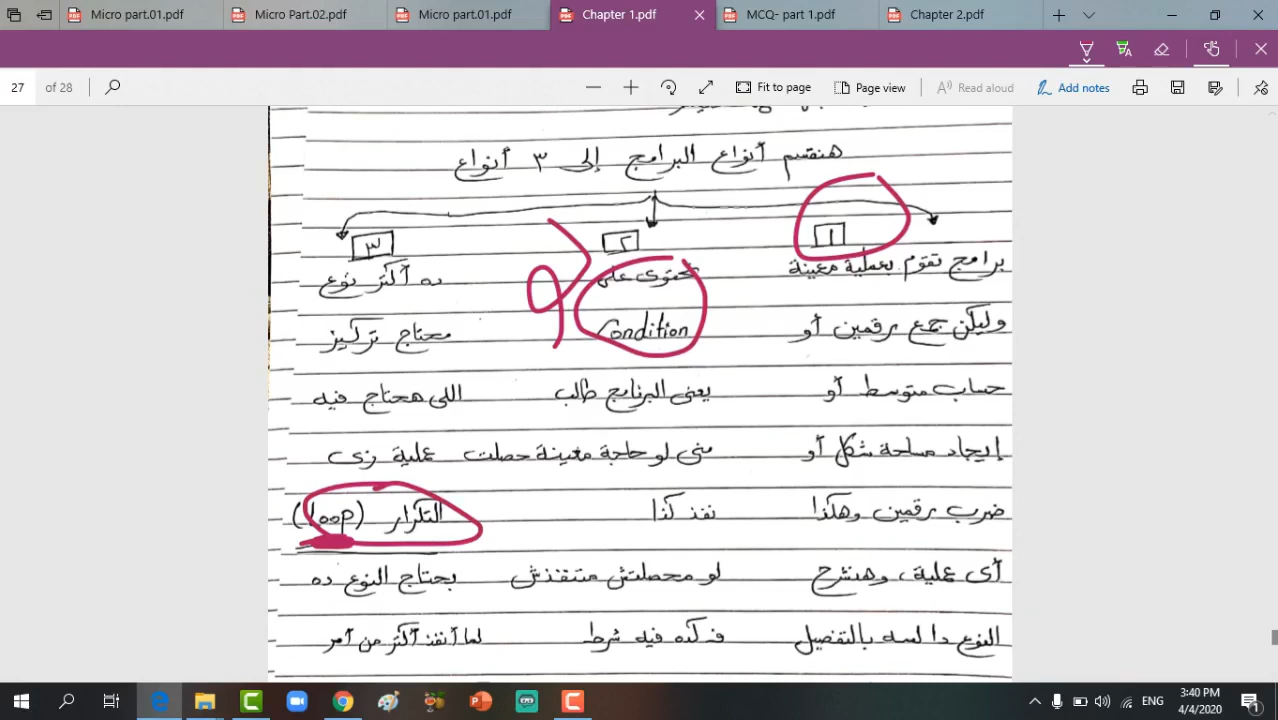 Micro part.01.pdf
Micro Part.02.pdf
Micro part.01.pdf
Chapter 1.pdf
MCQ- part 1.pdf
Chapter 2.pdf
27 of 28
Fit to page
Page view
Read aloud
Add notes
هنقسم أنواع البرامج إلى ٣ أنواع
١
برامج تقوم بعملية معينة
وليكن جمع رقمين أو
حساب متوسط أو
إيجاد مساحة شكل أو
ضرب رقمين وهكذا
أى عملية، وهنشرح
النوع دا لسه بالتفصيل
٢
تحتوى على
Condition
يعنى البرنامج طالب
منى لو حاجة معينة حصلت
نفذ كذا
لو محصلتش متنفذش
فـ كده فيه شرط
٣
ده أكتر نوع
محتاج تركيز
اللى هحتاج فيه
عملية زى
التكرار (loop)
بحتاج النوع ده
لما أنفذ أكتر من أمر
ENG
3:40 PM
4/4/2020